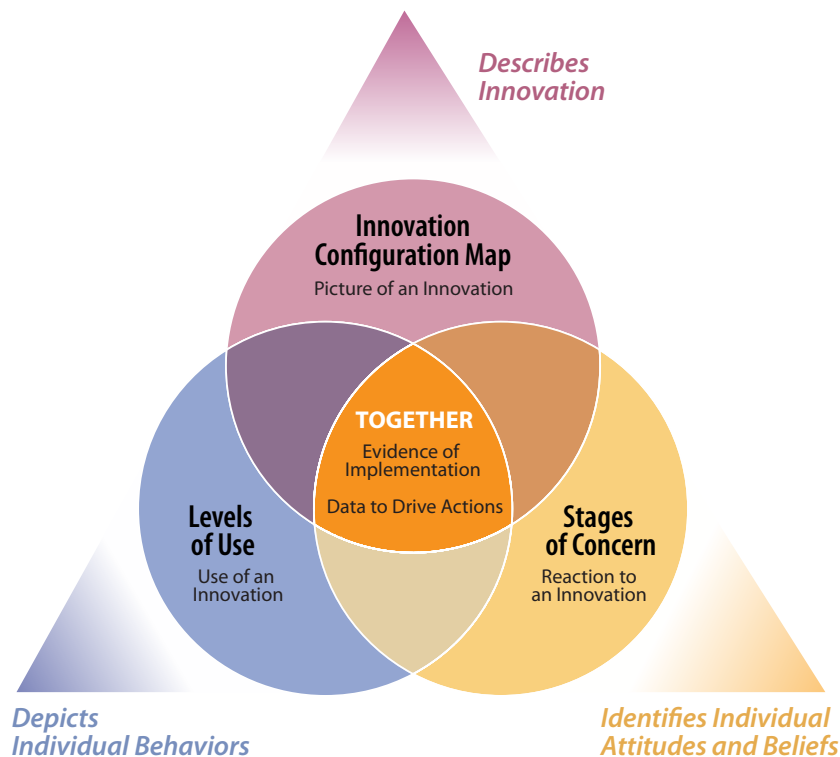 Describes
Innovation
Innovation
Configuration Map
Picture of an Innovation
TOGETHER
Evidence of
Implementation
Data to Drive Actions
Levels
of Use
Use of an
Innovation
Stages
of Concern
Reaction to
an Innovation
Depicts
Individual Behaviors
Identifies Individual
Attitudes and Beliefs